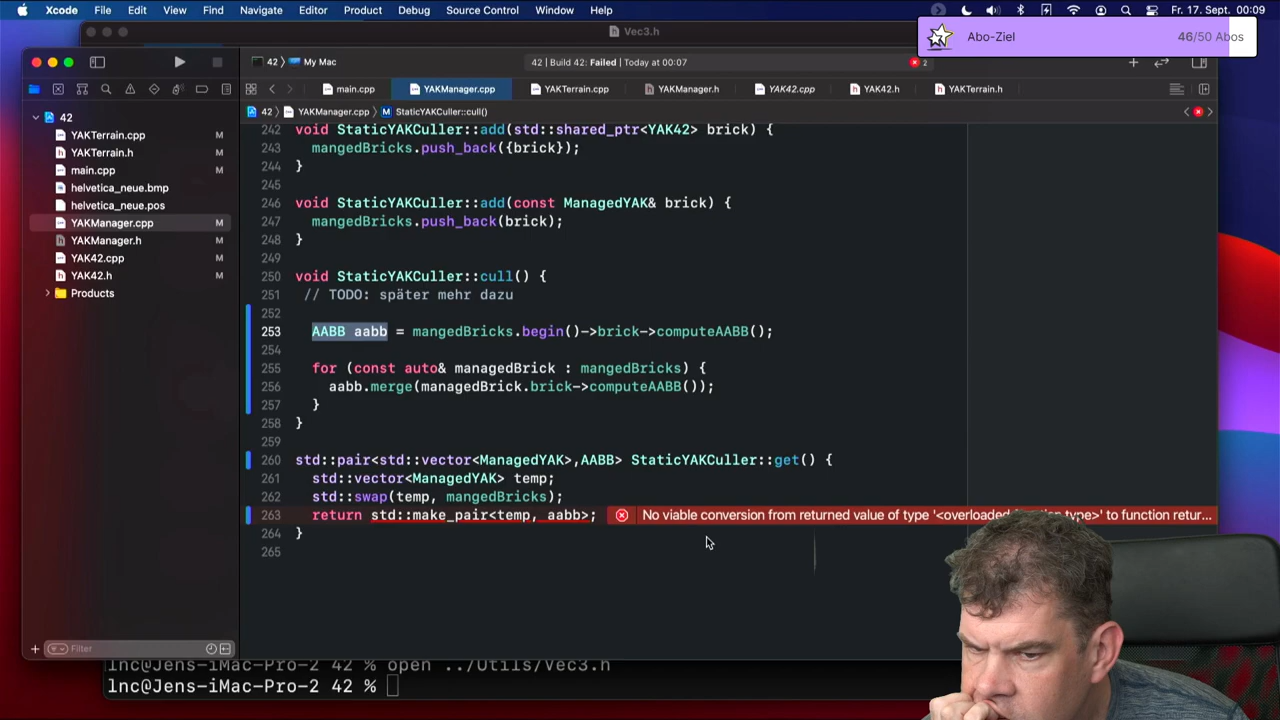 Xcode File Edit View Find Navigate Editor Product Debug Source Control Window Help Fr. 17. Sept. 00:09
Vec3.h
Abo-Ziel 46/50 Abos
42 My Mac 42 | Build 42: Failed | Today at 00:07 2
main.cpp YAKManager.cpp YAKTerrain.cpp YAKManager.h YAK42.cpp YAK42.h YAKTerrain.h
42 YAKManager.cpp StaticYAKCuller::cull()
42
YAKTerrain.cpp M
YAKTerrain.h M
main.cpp M
helvetica_neue.bmp M
helvetica_neue.pos M
YAKManager.cpp M
YAKManager.h M
YAK42.cpp M
YAK42.h M
Products
242 void StaticYAKCuller::add(std::shared_ptr<YAK42> brick) {
243 mangedBricks.push_back({brick});
244 }
245
246 void StaticYAKCuller::add(const ManagedYAK& brick) {
247 mangedBricks.push_back(brick);
248 }
249
250 void StaticYAKCuller::cull() {
251 // TODO: später mehr dazu
252
253 AABB aabb = mangedBricks.begin()->brick->computeAABB();
254
255 for (const auto& managedBrick : mangedBricks) {
256 aabb.merge(managedBrick.brick->computeAABB());
257 }
258 }
259
260 std::pair<std::vector<ManagedYAK>,AABB> StaticYAKCuller::get() {
261 std::vector<ManagedYAK> temp;
262 std::swap(temp, mangedBricks);
263 return std::make_pair<temp, aabb>; No viable conversion from returned value of type '<overloaded function type>' to function retur...
264 }
265
Filter
lnc@Jens-iMac-Pro-2 42 % open ../Utils/Vec3.h
lnc@Jens-iMac-Pro-2 42 %